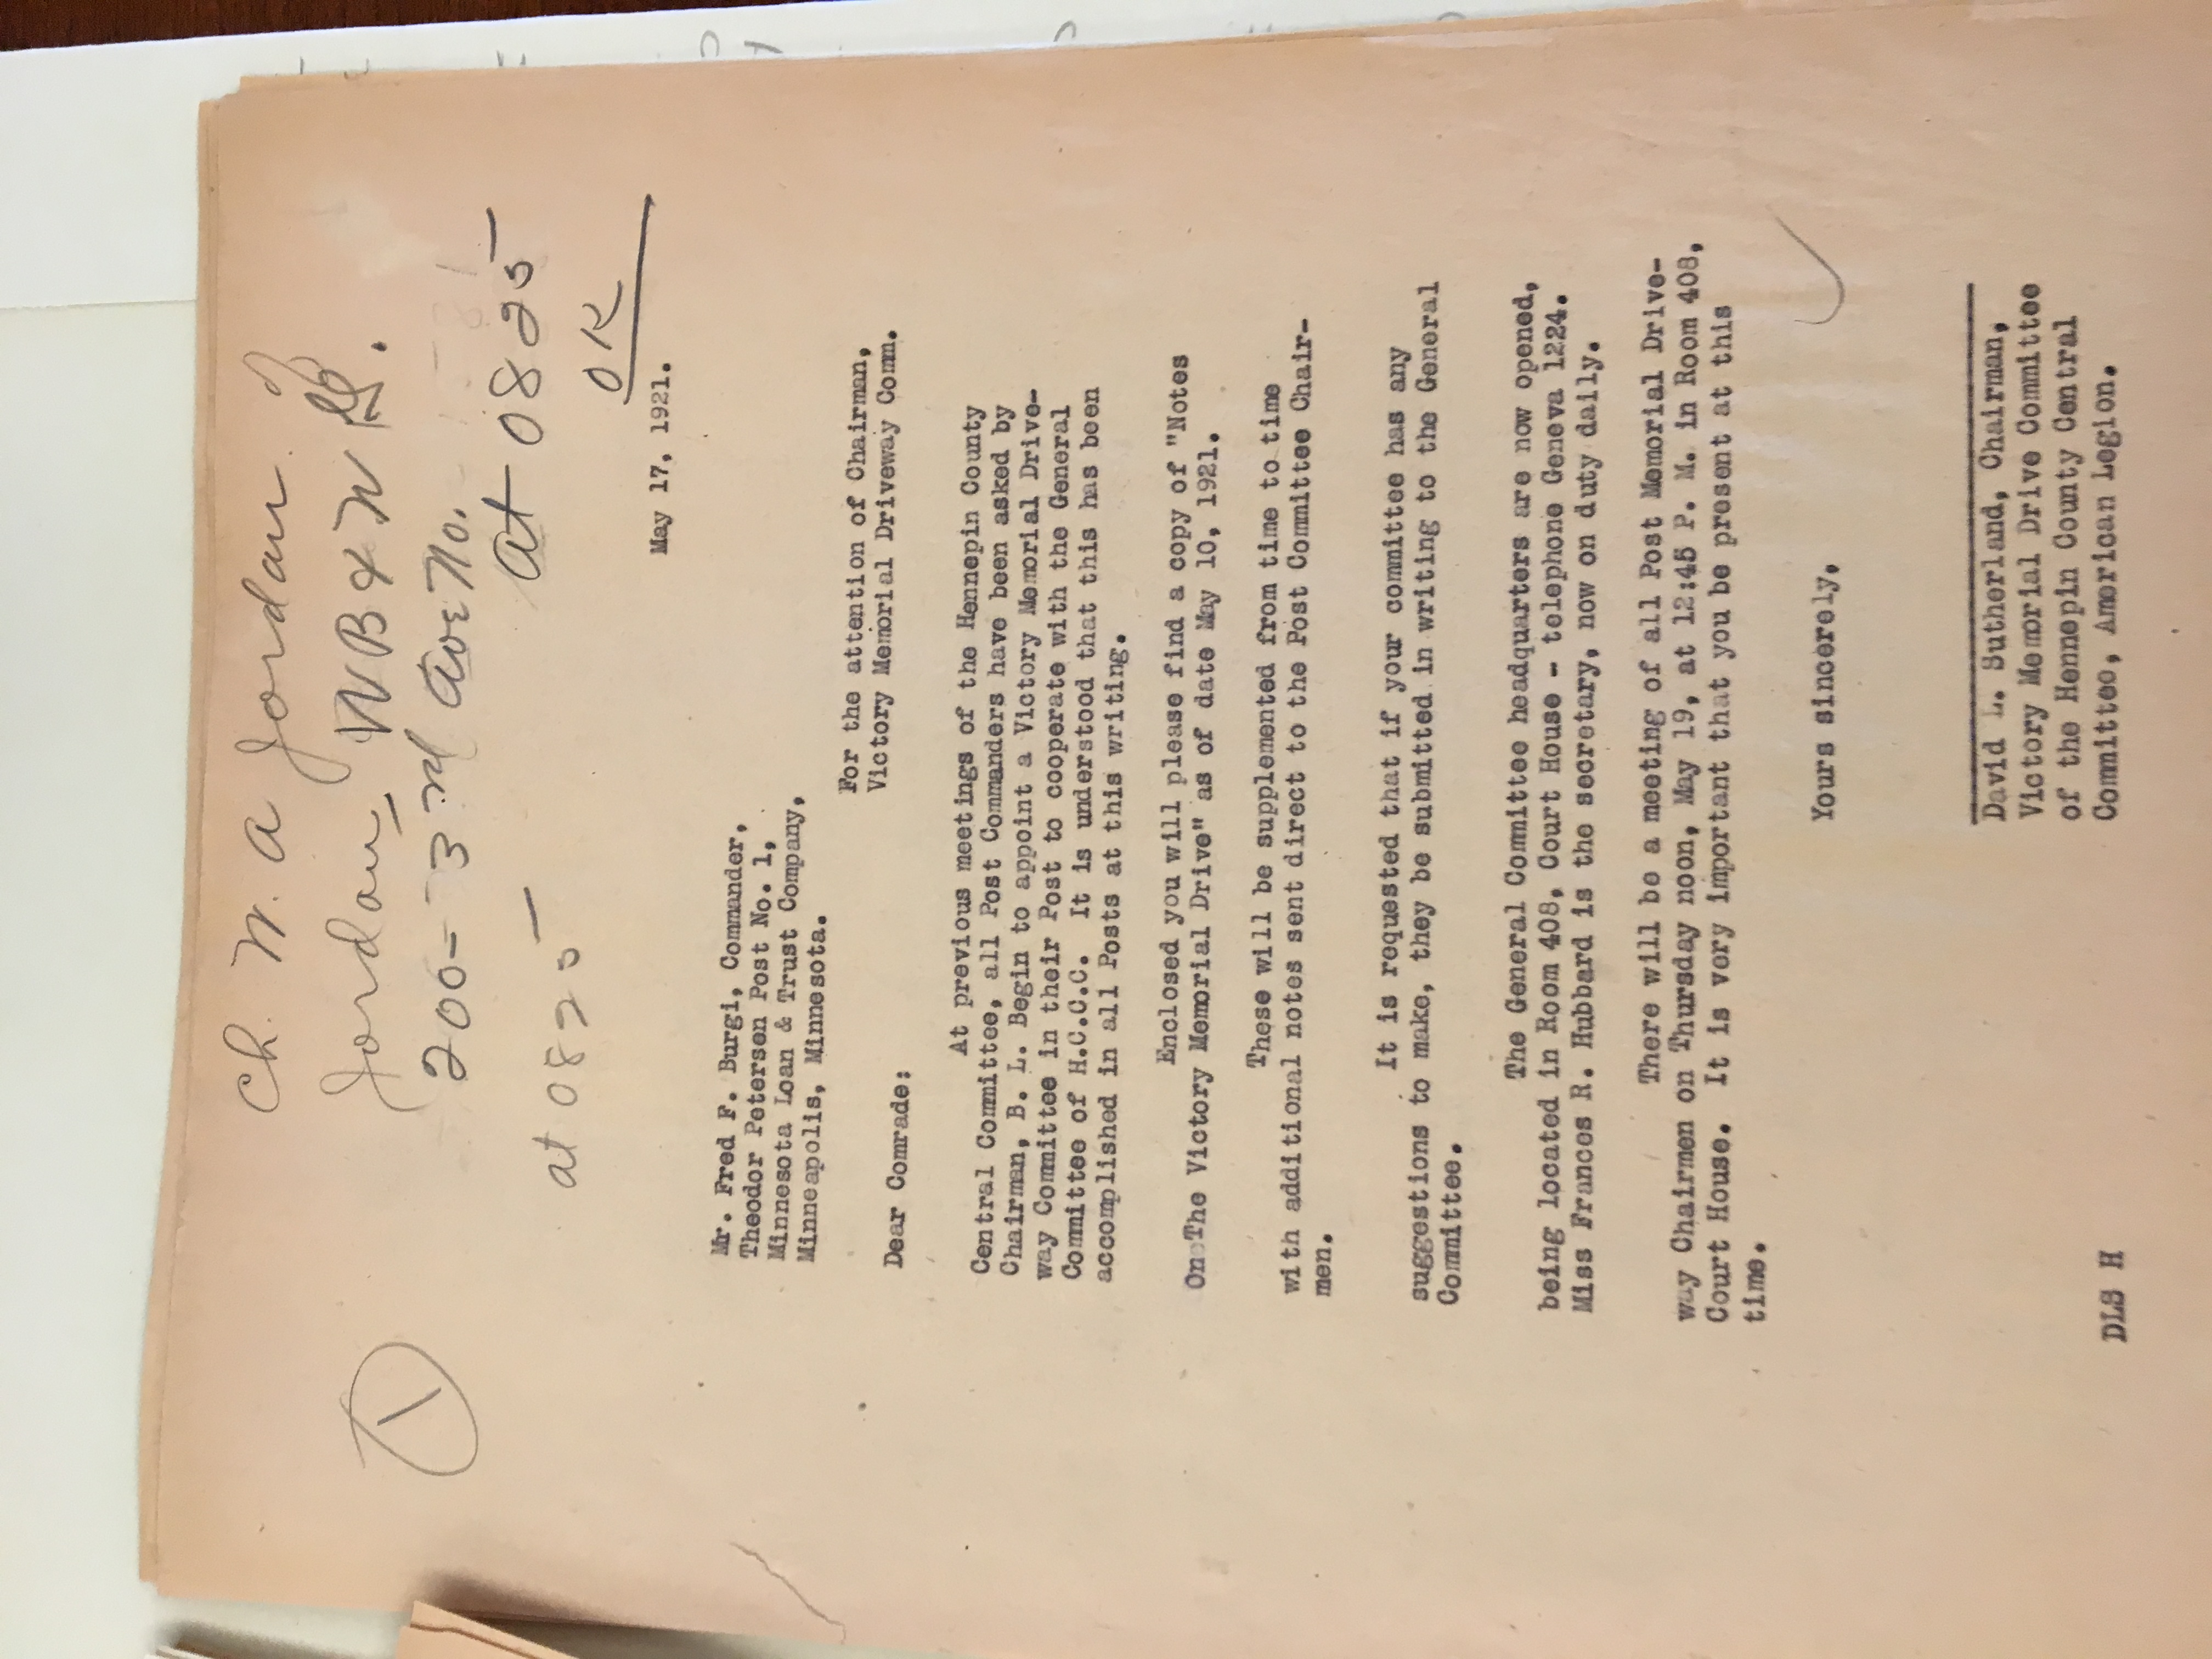 Ch. W. A Jordan of
Jordan, W B & N
200 - 3rd Ave No.
1
At 0825
at 0825
OK
May 17, 1921.
Mr. Fred F. Burgi, Commander,
Theodor Petersen Post No. 1,
Minnesota Loan & Trust Company,
Minneapolis, Minnesota.
For the attention of Chairman,
Victory Memorial Driveway Comm.
Dear Comrade:
At previous meetings of the Hennepin County
Central Committee, all Post Commanders have been asked by
Chairman, B. L. Begin to appoint a Victory Memorial Drive-
way Committee in their Post to cooperate with the General
Committee of H.C.C.C. It is understood that this has been
accomplished in all Posts at this writing.
Enclosed you will please find a copy of "Notes
On The Victory Memorial Drive" as of date May 10, 1921.
These will be supplemented from time to time
with additional notes sent direct to the Post Committee Chair-
men.
It is requested that if your committee has any
suggestions to make, they be submitted in writing to the General
Committee.
The General Committee headquarters are now opened,
being located in Room 408, Court House - telephone Geneva 1224.
Miss Frances R. Hubbard is the secretary, now on duty daily.
There will be a meeting of all Post Memorial Drive-
way Chairmen on Thursday noon, May 19, at 12:45 P. M. in Room 408,
Court House. It is very important that you be present at this
time.
Yours sincerely,
David L. Sutherland, Chairman,
Victory Memorial Drive Committee
of the Hennepin County Central
Committee, American Legion.
DLS H